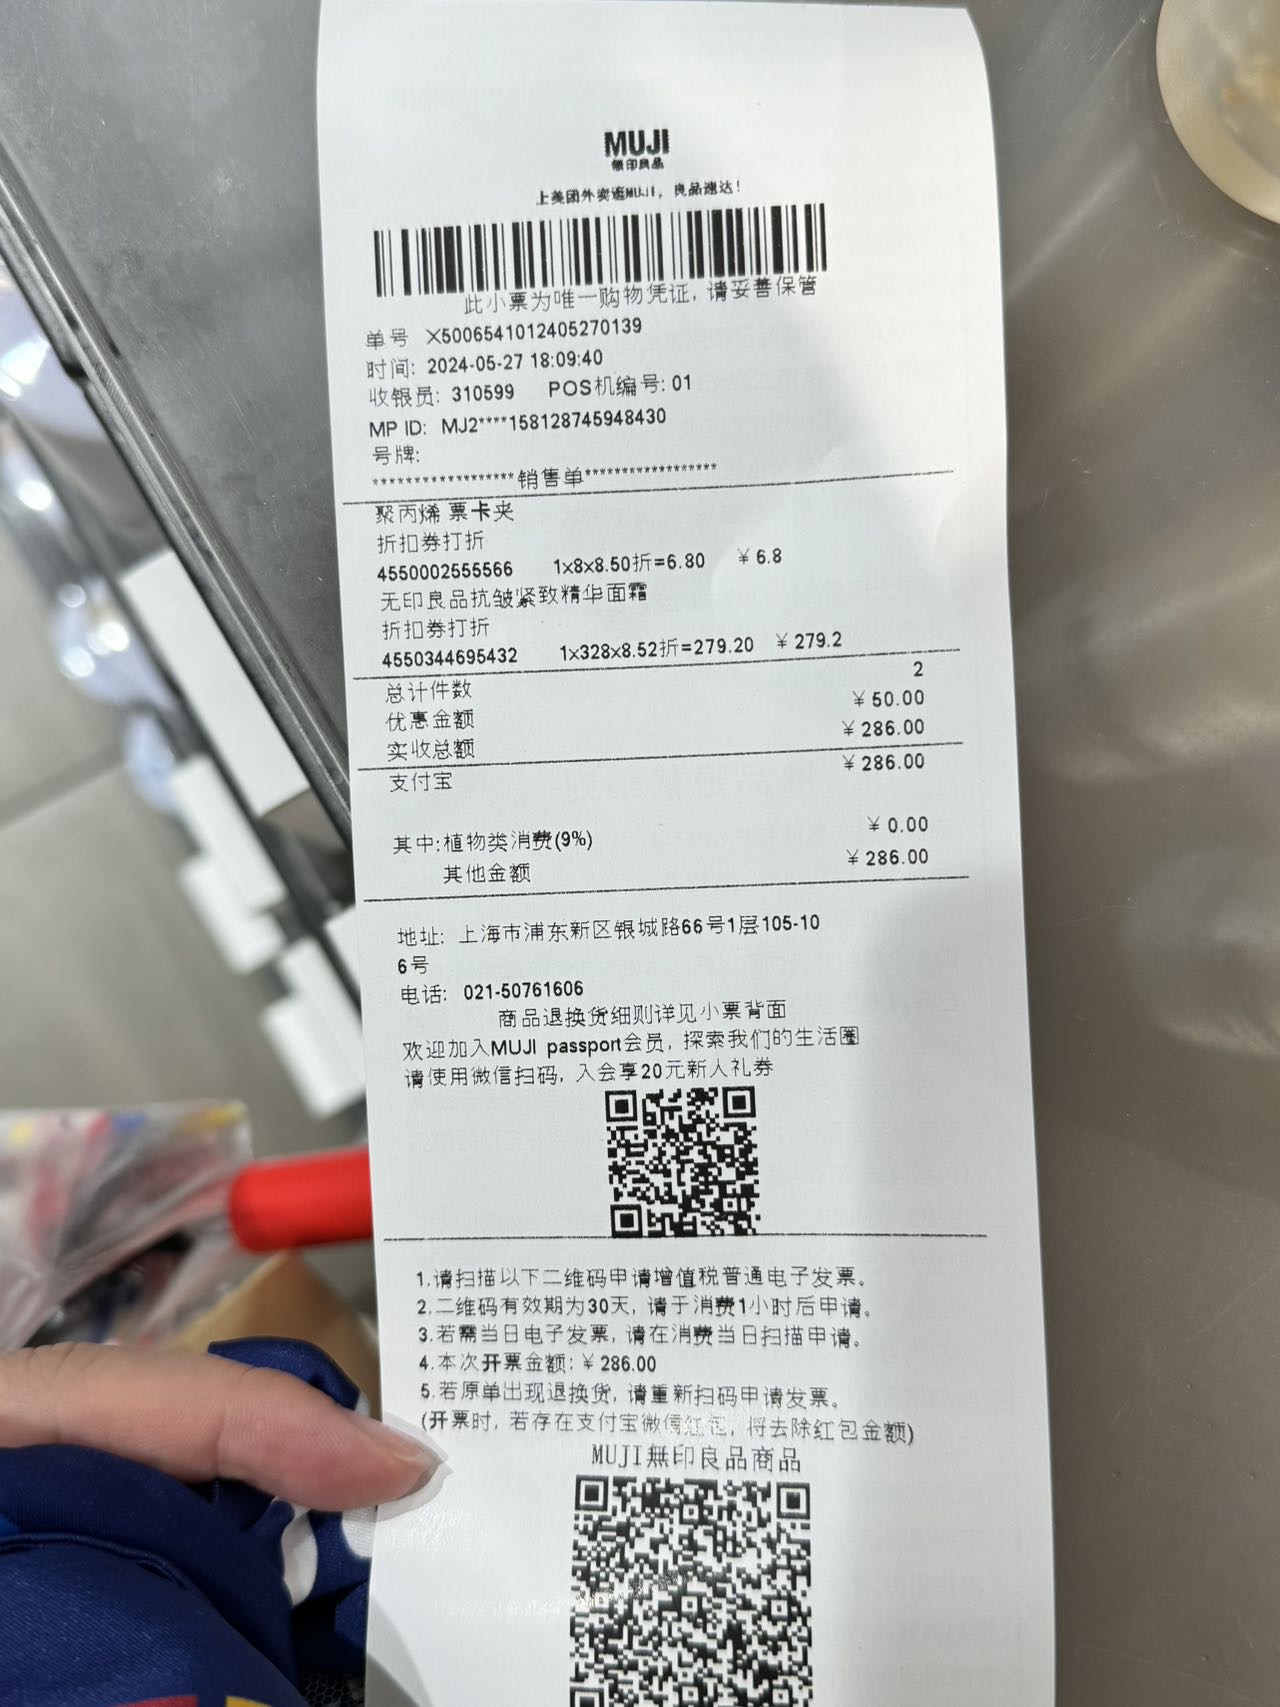 MUJI
無印良品
上美团外卖逛MUJI，良品速达！
此小票为唯一购物凭证，请妥善保管
单号 X5006541012405270139
时间: 2024-05-27 18:09:40
收银员: 310599 POS机编号: 01
MP ID: MJ2****158128745948430
号牌:
******************销售单******************
聚丙烯 票卡夹
折扣券打折
4550002555566 1x8x8.50折=6.80 ¥6.8
无印良品抗皱紧致精华面霜
折扣券打折
4550344695432 1x328x8.52折=279.20 ¥279.2
总计件数 2
优惠金额 ¥50.00
实收总额 ¥286.00
支付宝 ¥286.00
其中:植物类消费(9%) ¥0.00
其他金额 ¥286.00
地址: 上海市浦东新区银城路66号1层105-10
6号
电话: 021-50761606
商品退换货细则详见小票背面
欢迎加入MUJI passport会员，探索我们的生活圈
请使用微信扫码，入会享20元新人礼券
1.请扫描以下二维码申请增值税普通电子发票。
2.二维码有效期为30天，请于消费1小时后申请。
3.若需当日电子发票，请在消费当日扫描申请。
4.本次开票金额: ¥286.00
5.若原单出现退换货，请重新扫码申请发票。
(开票时，若存在支付宝微信红包，将去除红包金额)
MUJI無印良品商品